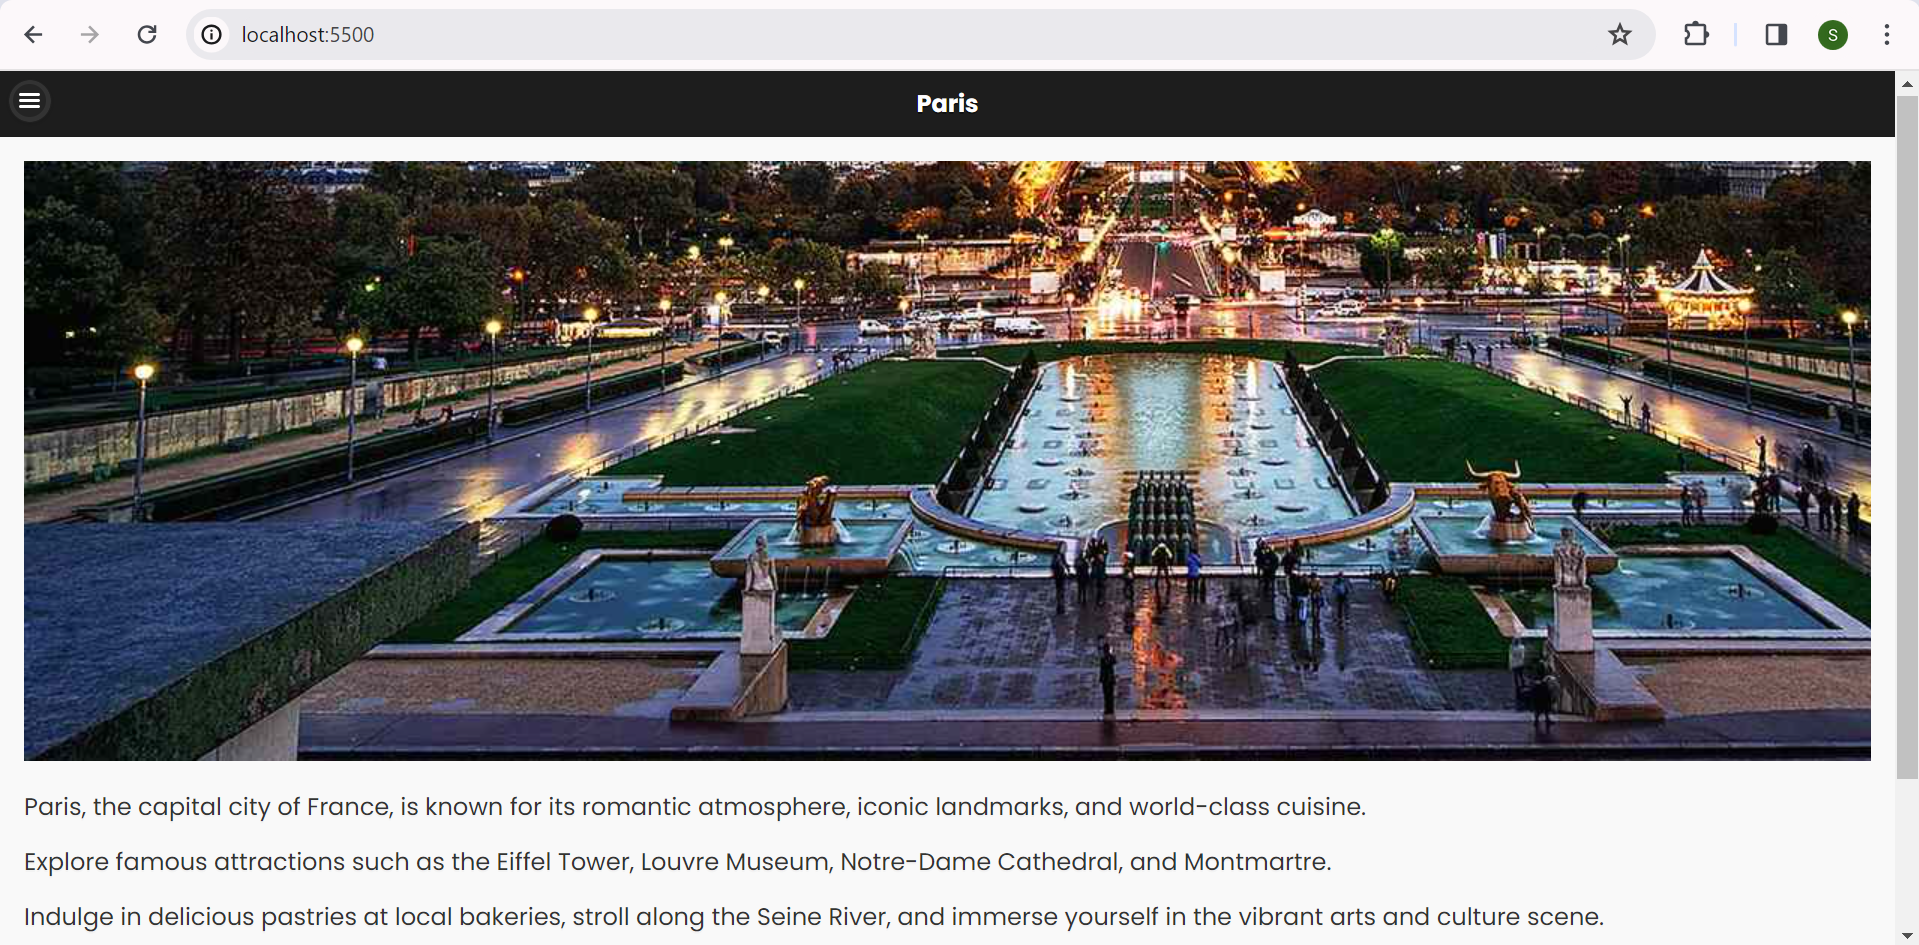 localhost:5500
S
Paris
Paris, the capital city of France, is known for its romantic atmosphere, iconic landmarks, and world-class cuisine.
Explore famous attractions such as the Eiffel Tower, Louvre Museum, Notre-Dame Cathedral, and Montmartre.
Indulge in delicious pastries at local bakeries, stroll along the Seine River, and immerse yourself in the vibrant arts and culture scene.